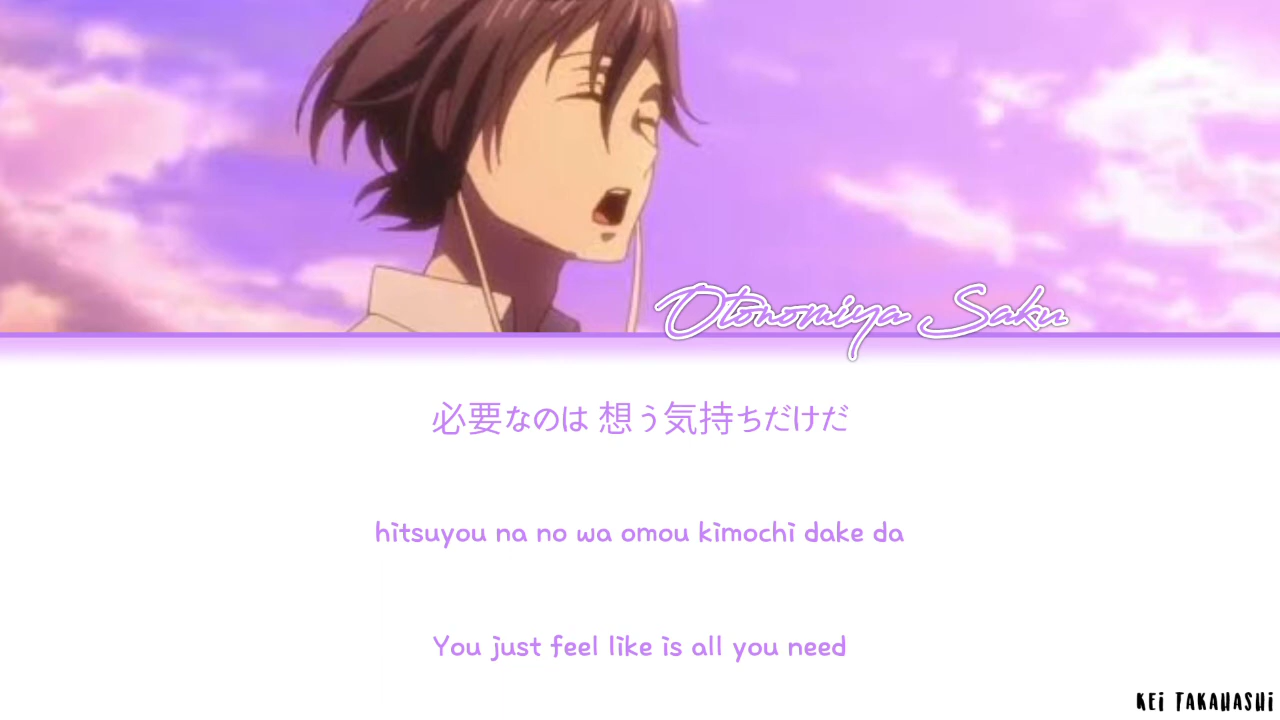 Otonomiya Saku
必要なのは 想う気持ちだけだ
hitsuyou na no wa omou kimochi dake da
You just feel like is all you need
KEi TAKAHASHi